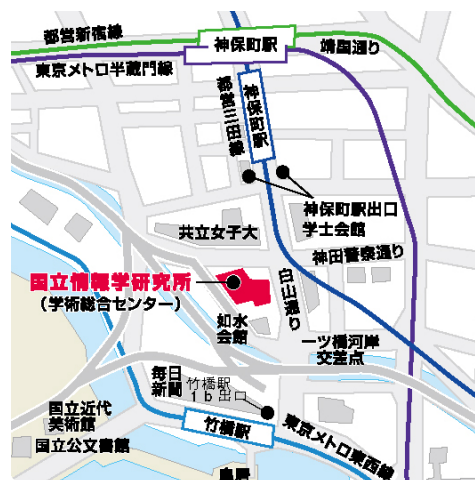 都営新宿線
神保町駅
靖国通り
東京メトロ半蔵門線
都営三田線
神保町駅
神保町駅出口
学士会館
共立女子大
神田警察通り
国立情報学研究所
(学術総合センター)
白山通り
如水
会館
一ツ橋河岸
交差点
毎日
新聞
竹橋駅
1b出口
国立近代
美術館
竹橋駅
東京メトロ東西線
国立公文書館